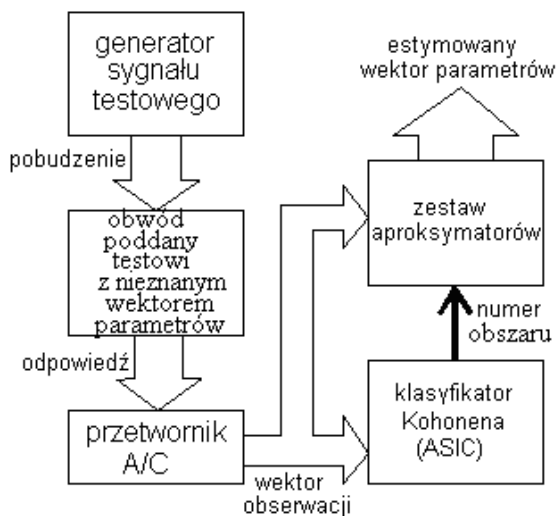 generator
sygnału
testowego
pobudzenie
obwód
poddany
testowi
z nieznanym
wektorem
parametrów
odpowiedź
przetwornik
A/C
wektor
obserwacji
estymowany
wektor parametrów
zestaw
aproksymatorów
numer
obszaru
klasyfikator
Kohonena
(ASIC)